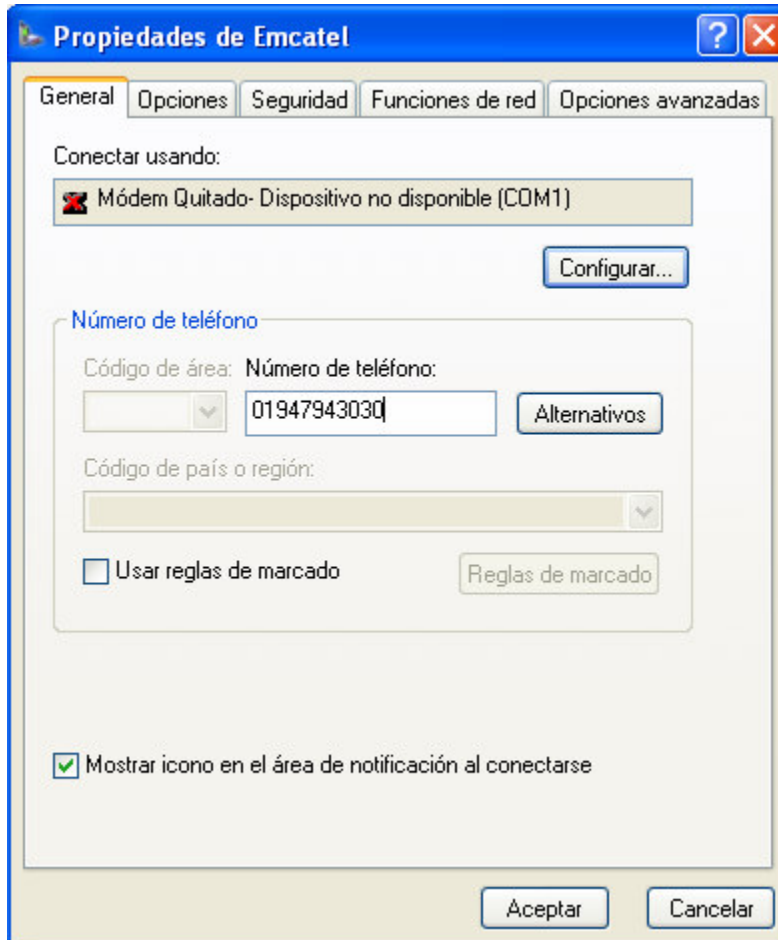 Propiedades de Emcatel
General Opciones Seguridad Funciones de red Opciones avanzadas
Conectar usando:
Módem Quitado- Dispositivo no disponible (COM1)
Configurar...
Número de teléfono
Código de área: Número de teléfono:
01947943030
Alternativos
Código de país o región:
Usar reglas de marcado
Reglas de marcado
Mostrar icono en el área de notificación al conectarse
Aceptar Cancelar